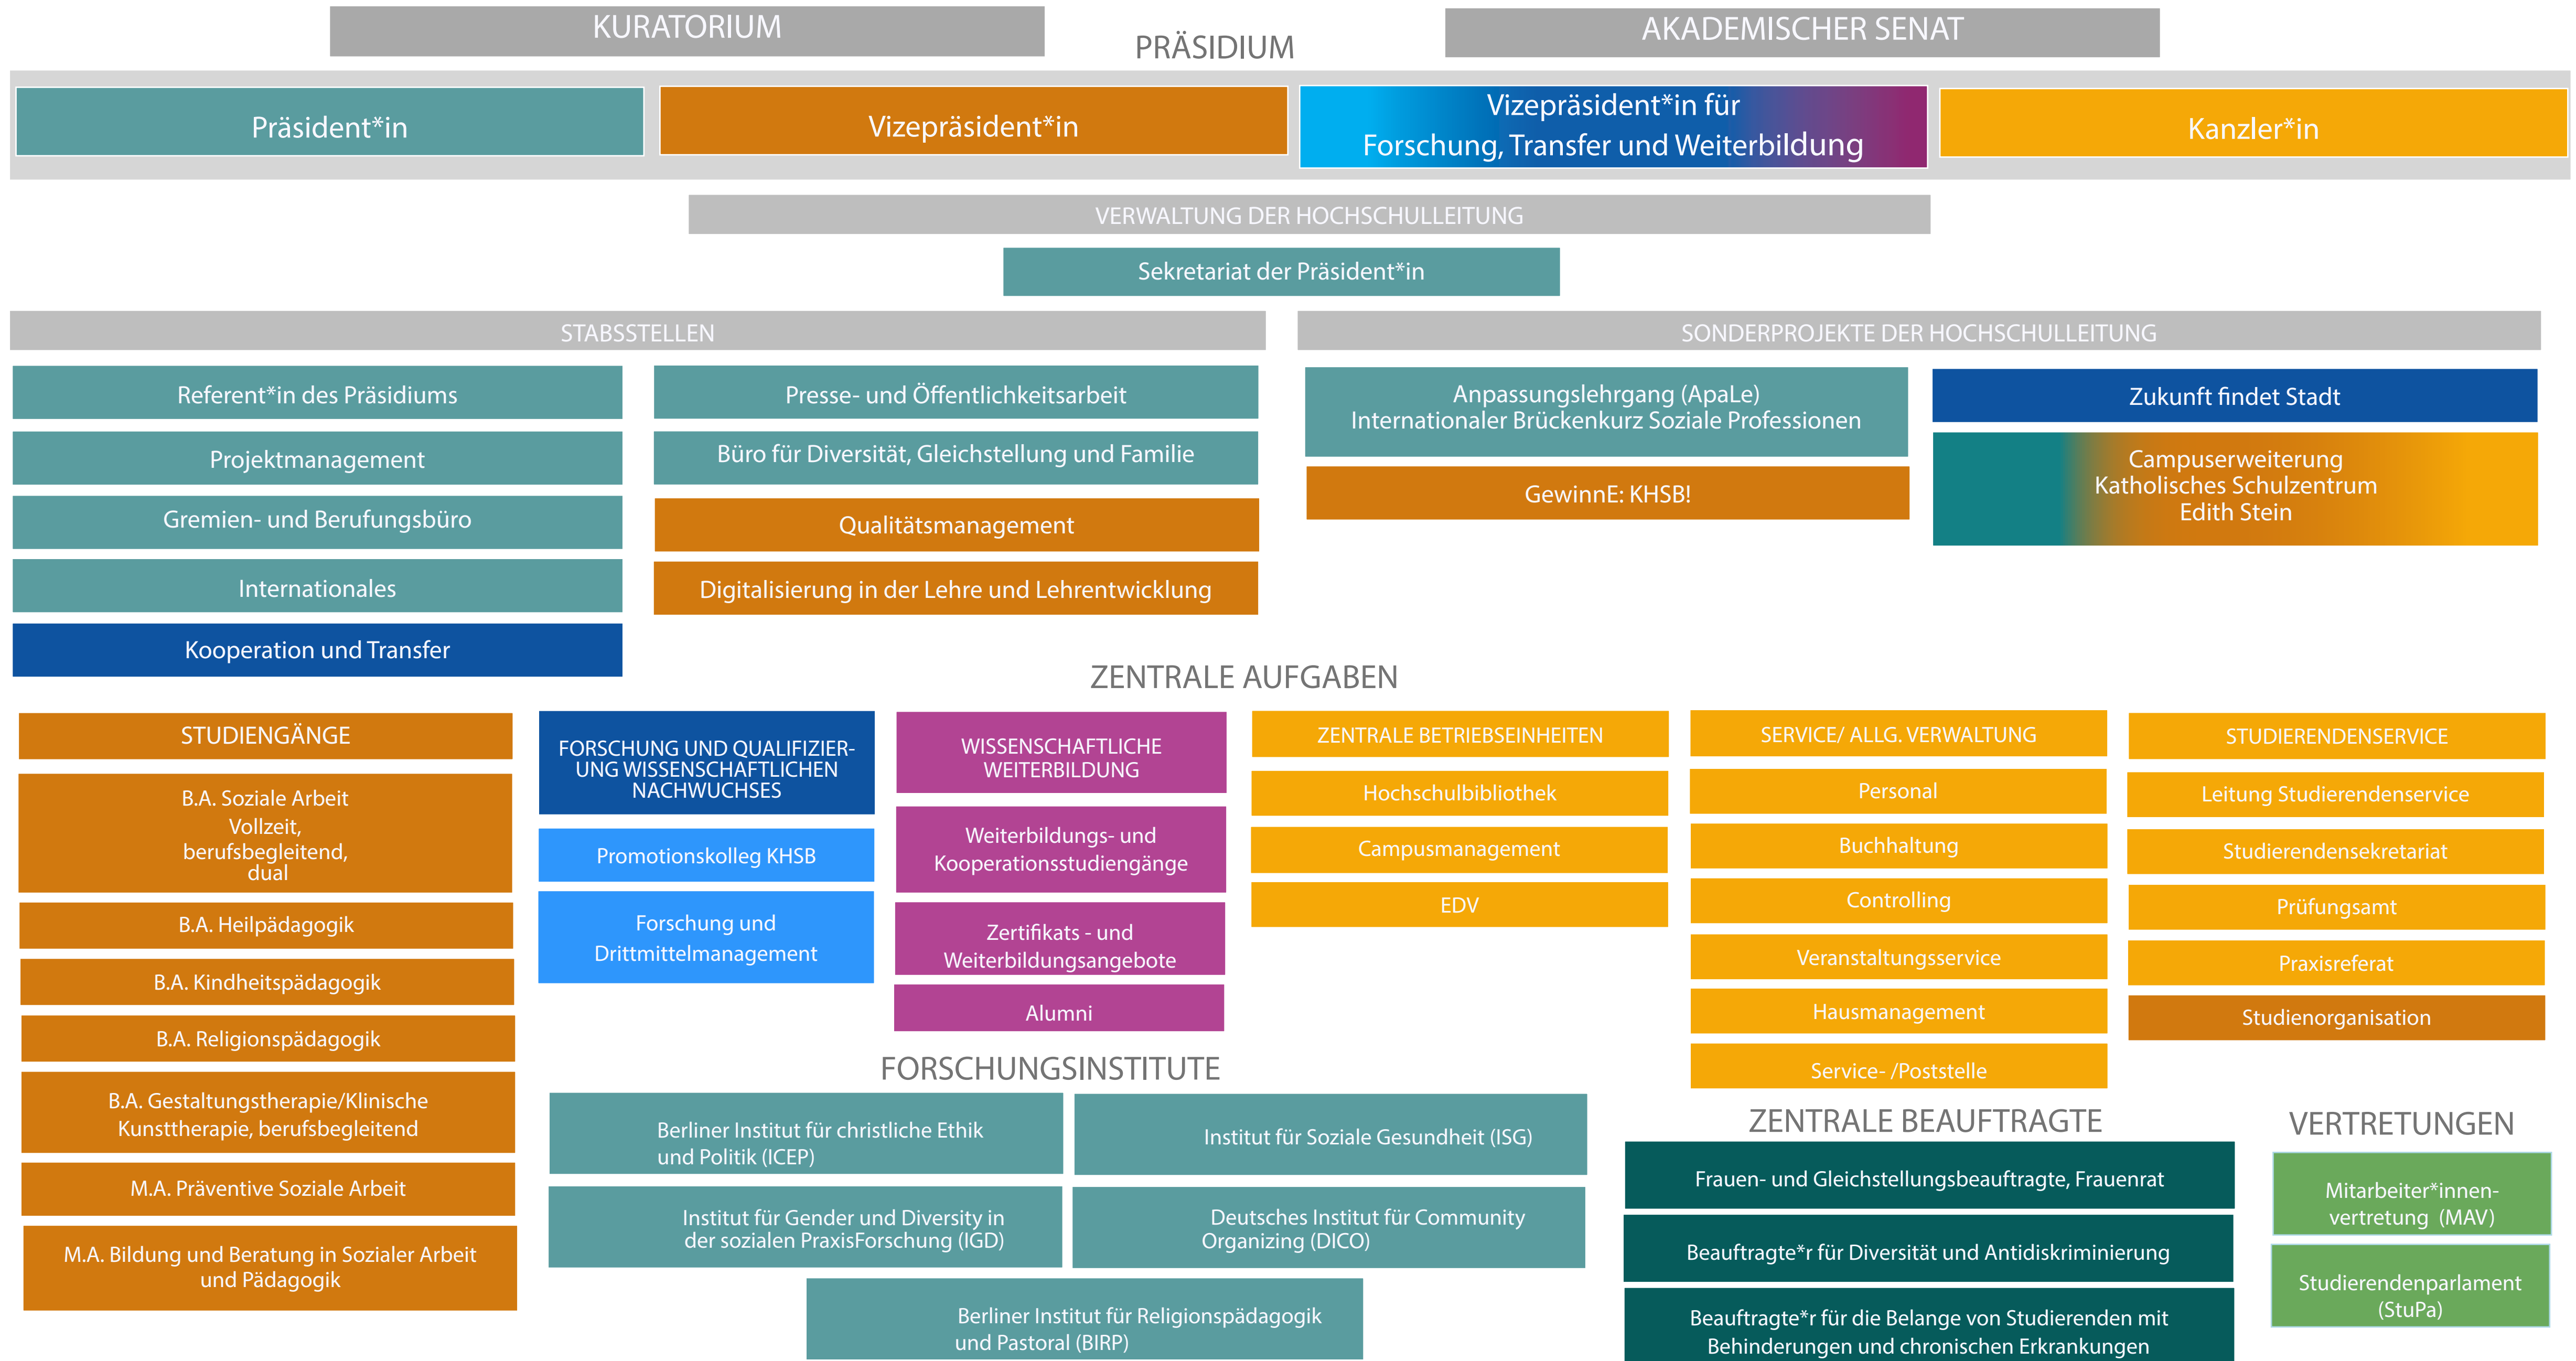 KURATORIUM
PRÄSIDIUM
AKADEMISCHER SENAT
Präsident*in
Vizepräsident*in
Vizepräsident*in für
Forschung, Transfer und Weiterbildung
Kanzler*in
VERWALTUNG DER HOCHSCHULLEITUNG
Sekretariat der Präsident*in
STABSSTELLEN
Referent*in des Präsidiums
Projektmanagement
Gremien- und Berufungsbüro
Internationales
Kooperation und Transfer
Presse- und Öffentlichkeitsarbeit
Büro für Diversität, Gleichstellung und Familie
Qualitätsmanagement
Digitalisierung in der Lehre und Lehrentwicklung
SONDERPROJEKTE DER HOCHSCHULLEITUNG
Anpassungslehrgang (ApaLe)
Internationaler Brückenkurz Soziale Professionen
GewinnE: KHSB!
Zukunft findet Stadt
Campuserweiterung
Katholisches Schulzentrum
Edith Stein
ZENTRALE AUFGABEN
STUDIENGÄNGE
B.A. Soziale Arbeit
Vollzeit,
berufsbegleitend,
dual
B.A. Heilpädagogik
B.A. Kindheitspädagogik
B.A. Religionspädagogik
B.A. Gestaltungstherapie/Klinische
Kunsttherapie, berufsbegleitend
M.A. Präventive Soziale Arbeit
M.A. Bildung und Beratung in Sozialer Arbeit
und Pädagogik
FORSCHUNG UND QUALIFIZIER-
UNG WISSENSCHAFTLICHEN
NACHWUCHSES
Promotionskolleg KHSB
Forschung und
Drittmittelmanagement
WISSENSCHAFTLICHE
WEITERBILDUNG
Weiterbildungs- und
Kooperationsstudiengänge
Zertifikats - und
Weiterbildungsangebote
Alumni
ZENTRALE BETRIEBSEINHEITEN
Hochschulbibliothek
Campusmanagement
EDV
SERVICE/ ALLG. VERWALTUNG
Personal
Buchhaltung
Controlling
Veranstaltungsservice
Hausmanagement
Service- /Poststelle
STUDIERENDENSERVICE
Leitung Studierendenservice
Studierendensekretariat
Prüfungsamt
Praxisreferat
Studienorganisation
FORSCHUNGSINSTITUTE
Berliner Institut für christliche Ethik
und Politik (ICEP)
Institut für Soziale Gesundheit (ISG)
Institut für Gender und Diversity in
der sozialen PraxisForschung (IGD)
Deutsches Institut für Community
Organizing (DICO)
Berliner Institut für Religionspädagogik
und Pastoral (BIRP)
ZENTRALE BEAUFTRAGTE
Frauen- und Gleichstellungsbeauftragte, Frauenrat
Beauftragte*r für Diversität und Antidiskriminierung
Beauftragte*r für die Belange von Studierenden mit
Behinderungen und chronischen Erkrankungen
VERTRETUNGEN
Mitarbeiter*innen-
vertretung (MAV)
Studierendenparlament
(StuPa)